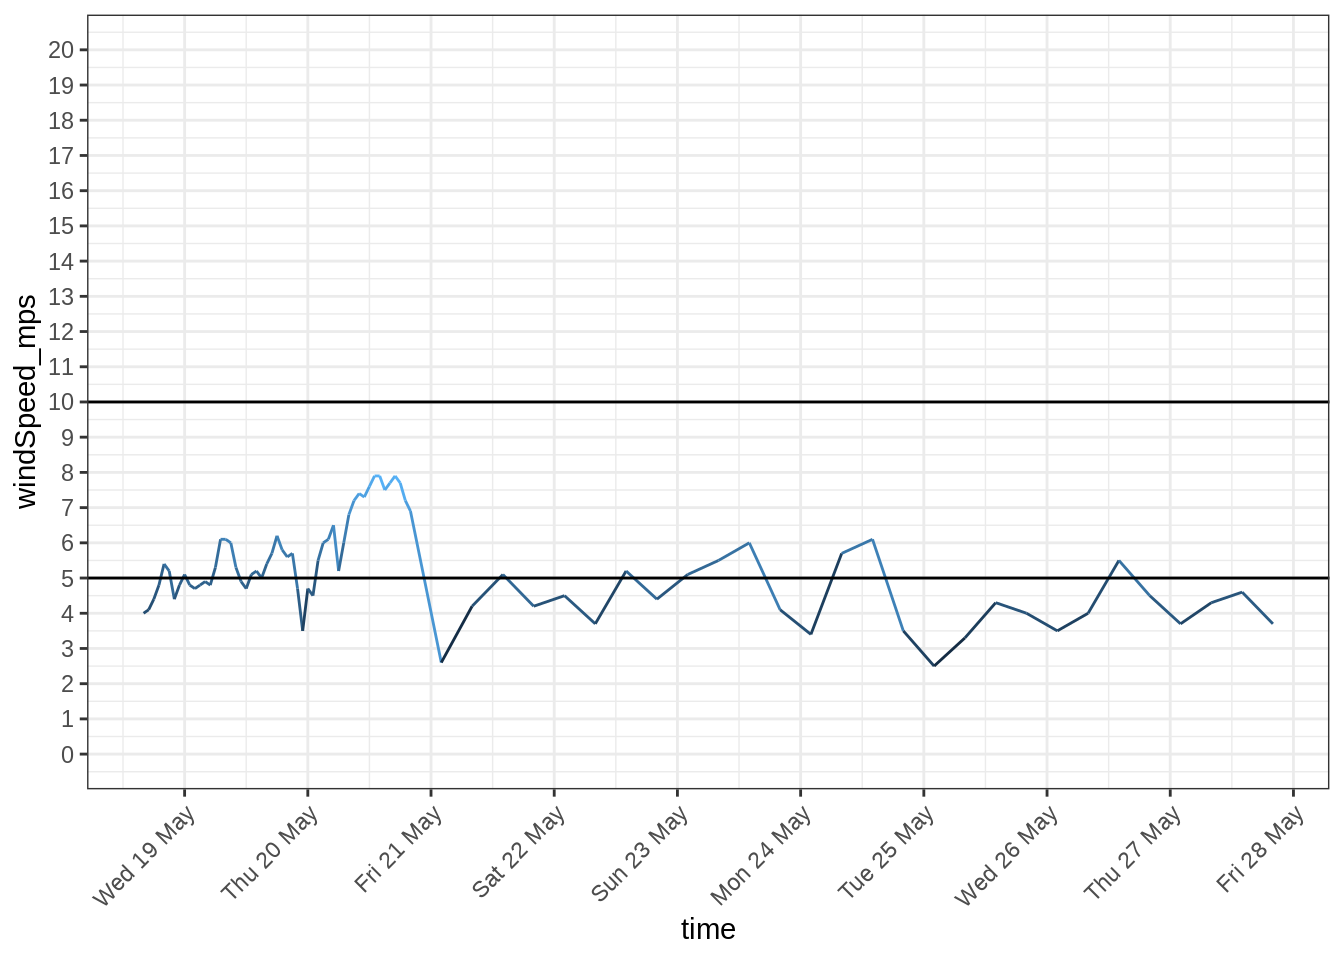 windSpeed_mps
20
19
18
17
16
15
14
13
12
11
10
9
8
7
6
5
4
3
2
1
0
Wed 19 May
Thu 20 May
Fri 21 May
Sat 22 May
Sun 23 May
Mon 24 May
Tue 25 May
Wed 26 May
Thu 27 May
Fri 28 May
time